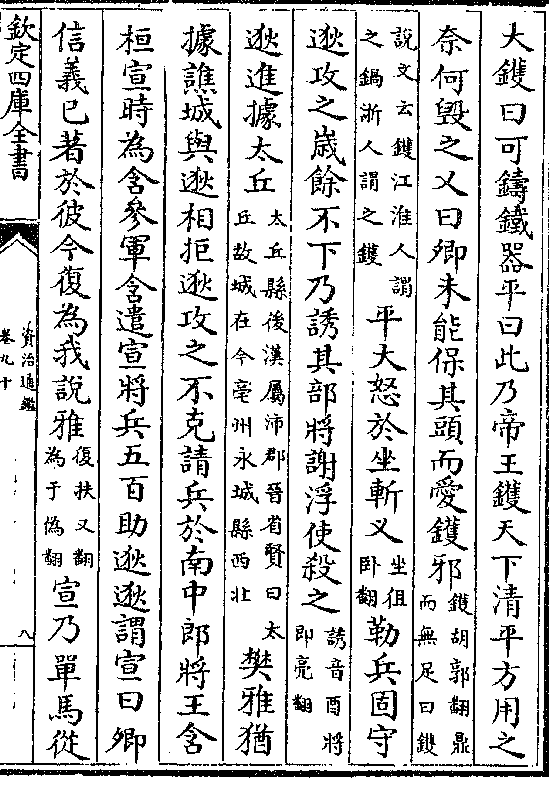 大鑊曰可鑄鐵器平曰此乃帝王鑊天下清平方用之
奈何毁之乂曰卿未能保其頭而愛鑊邪鑊胡郭翻鼎而無足曰鑊
說文云鑊江淮人謂之鍋浙人謂之鑊平大怒於坐斬乂坐徂卧翻勒兵固守
逖攻之嵗餘不下乃誘其部將謝浮使殺之誘音酉將即亮翻
逖進據太丘太丘縣後漢屬沛郡晉省賢曰太丘故城在今亳州永城縣西北樊雅猶
據譙城與逖相拒逖攻之不克請兵於南中郎將王含
桓宣時為含參軍含遣宣將兵五百助逖逖謂宣曰卿
信義已著於彼今復為我說雅復扶又翻為于偽翻宣乃單馬從
欽定四庫全書
資治通鑑
卷九十
八